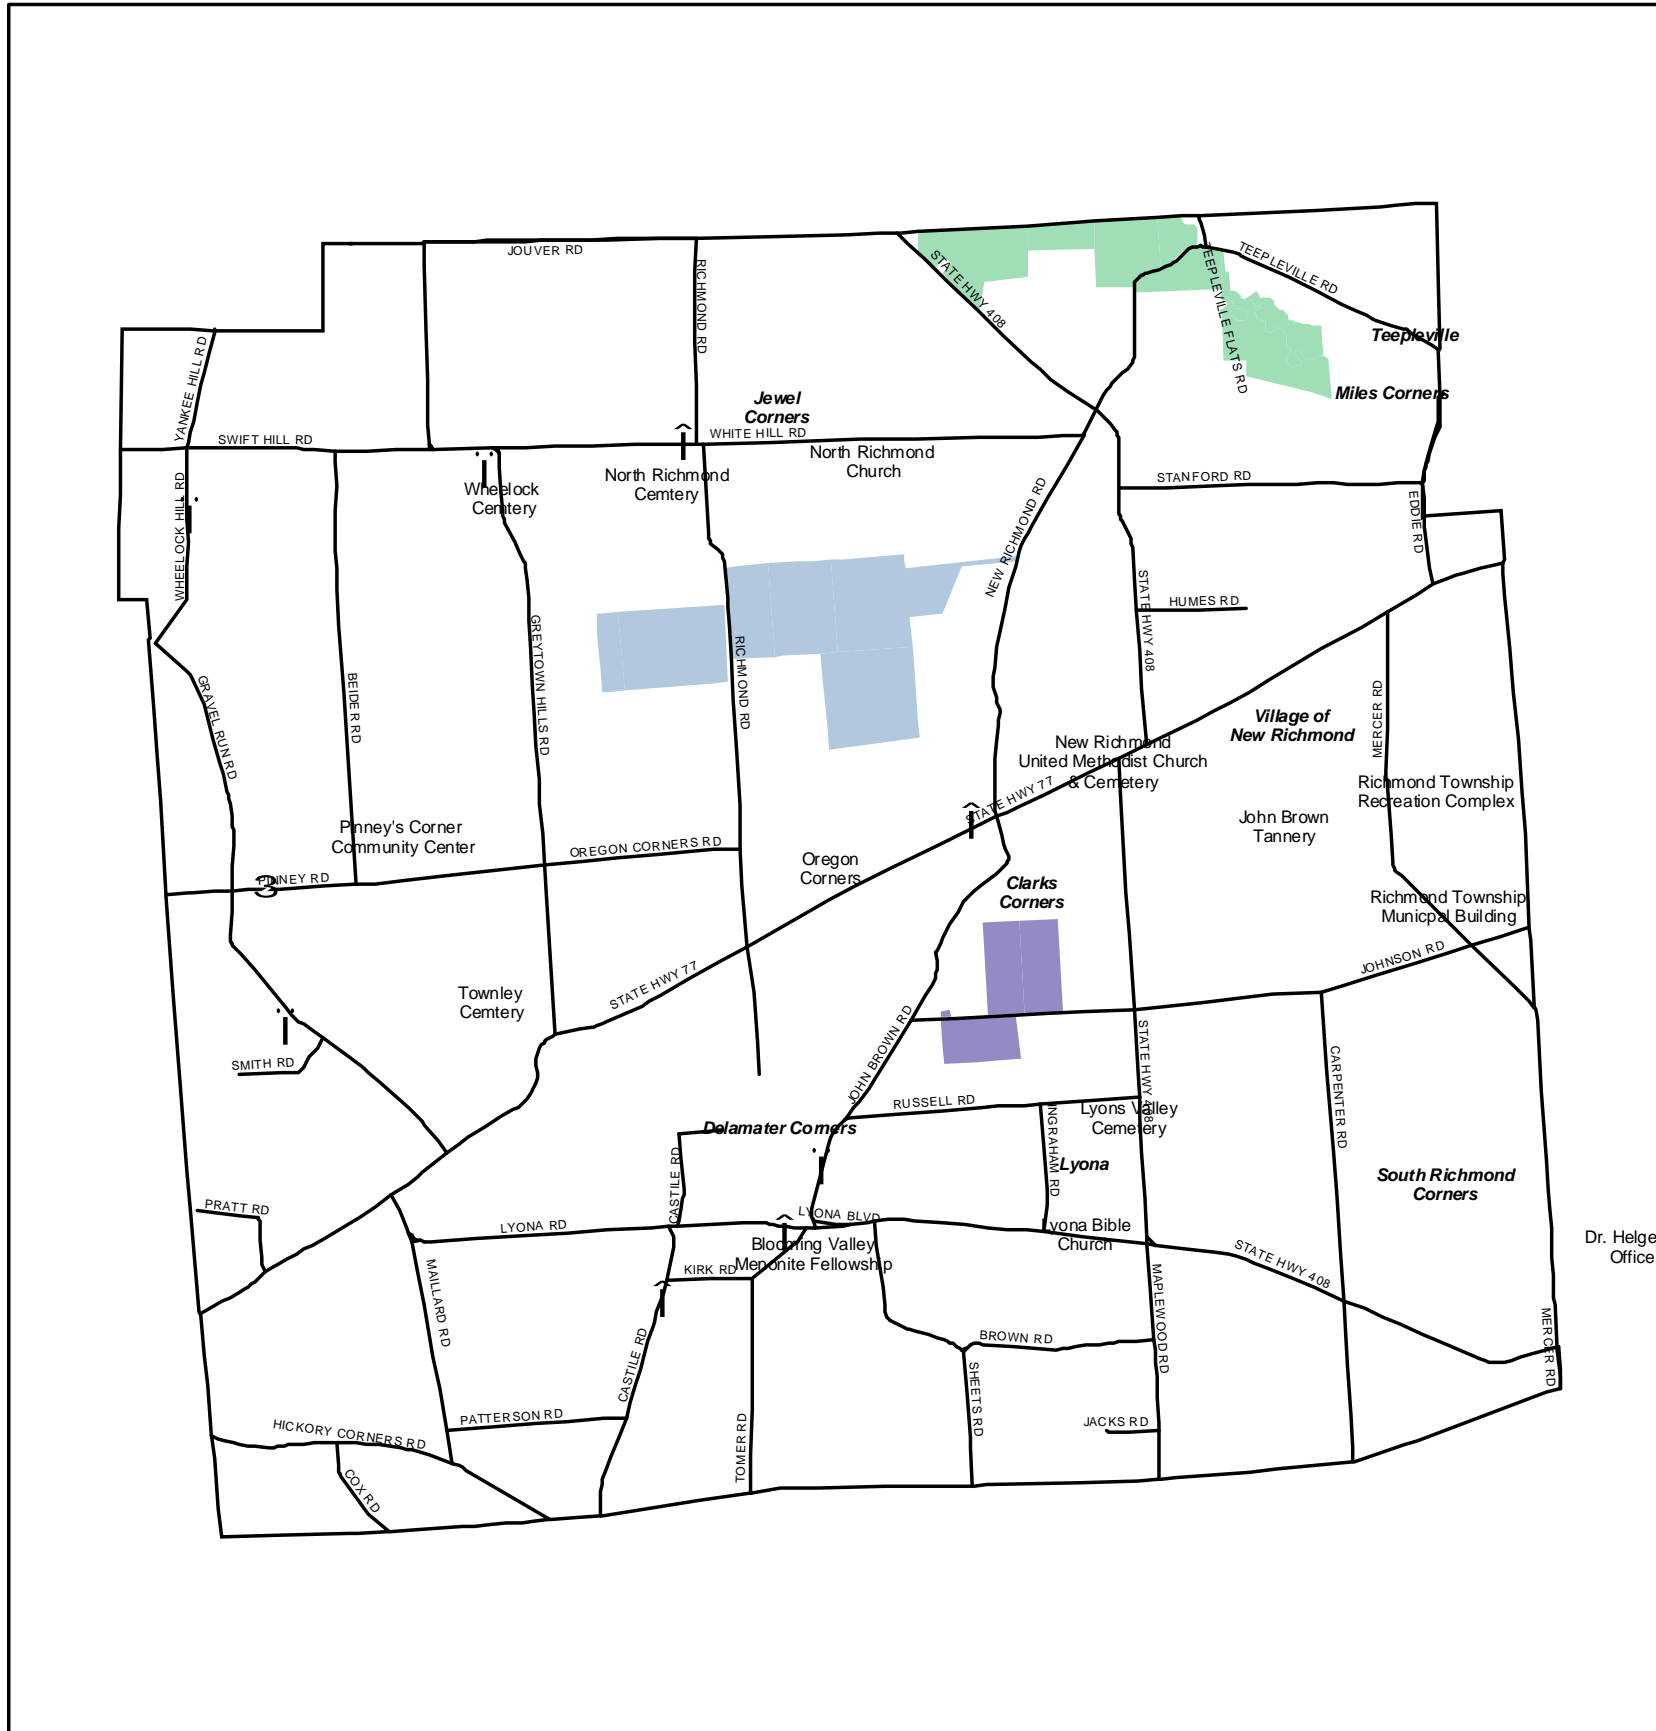 JOUVER RD
RICHMOND RD
STATE HWY 408
TEEPLEVILLE FLATS RD
TEEPLEVILLE RD
Teepleville
YANKEE HILL RD
Miles Corners
Jewel
Corners
SWIFT HILL RD
WHITE HILL RD
North Richmond
Church
North Richmond
Cemtery
Wheelock
Cemtery
WHEELOCK HILL RD
STANFORD RD
EDDIE RD
NEW RICHMOND RD
STATE HWY 408
HUMES RD
GREYTOWN HILLS RD
RICHMOND RD
BEIDER RD
GRAVEL RUN RD
MERCER RD
Village of
New Richmond
New Richmond
United Methodist Church
& Cemetery
STATE HWY 77
Richmond Township
Recreation Complex
John Brown
Tannery
Pinney's Corner
Community Center
OREGON CORNERS RD
Oregon
Corners
PINNEY RD
3
Clarks
Corners
Richmond Township
Municpal Building
JOHNSON RD
STATE HWY 77
Townley
Cemtery
SMITH RD
JOHN BROWN RD
STATE HWY 408
CARPENTER RD
RUSSELL RD
INGRAHAM RD
Lyons Valley
Cemetery
Delamater Corners
Lyona
CASTILE RD
South Richmond
Corners
PRATT RD
LYONA RD
LYONA BLVD
Lyona Bible
Church
Blooming Valley
Menonite Fellowship
KIRK RD
STATE HWY 408
Dr. Helge
Office
MAILLARD RD
MAPLEWOOD RD
MERCER RD
CASTILE RD
BROWN RD
SHEETS RD
PATTERSON RD
JACKS RD
HICKORY CORNERS RD
TOMER RD
COX RD